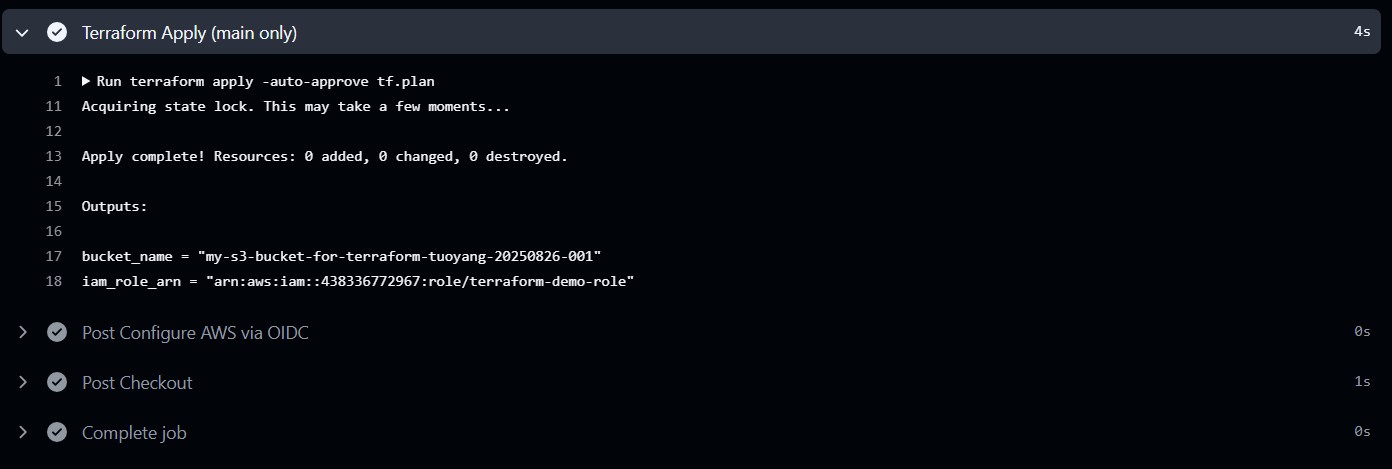 Terraform Apply (main only) 4s
1 Run terraform apply -auto-approve tf.plan
11 Acquiring state lock. This may take a few moments...
12
13 Apply complete! Resources: 0 added, 0 changed, 0 destroyed.
14
15 Outputs:
16
17 bucket_name = "my-s3-bucket-for-terraform-tuoyang-20250826-001"
18 iam_role_arn = "arn:aws:iam::438336772967:role/terraform-demo-role"
Post Configure AWS via OIDC 0s
Post Checkout 1s
Complete job 0s